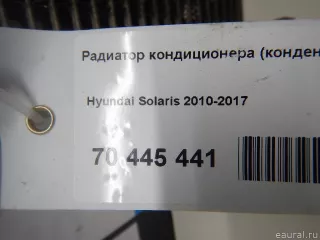 Радиатор кондиционера (конден
Hyundai Solaris 2010-2017
70 445 441
eaural.ru